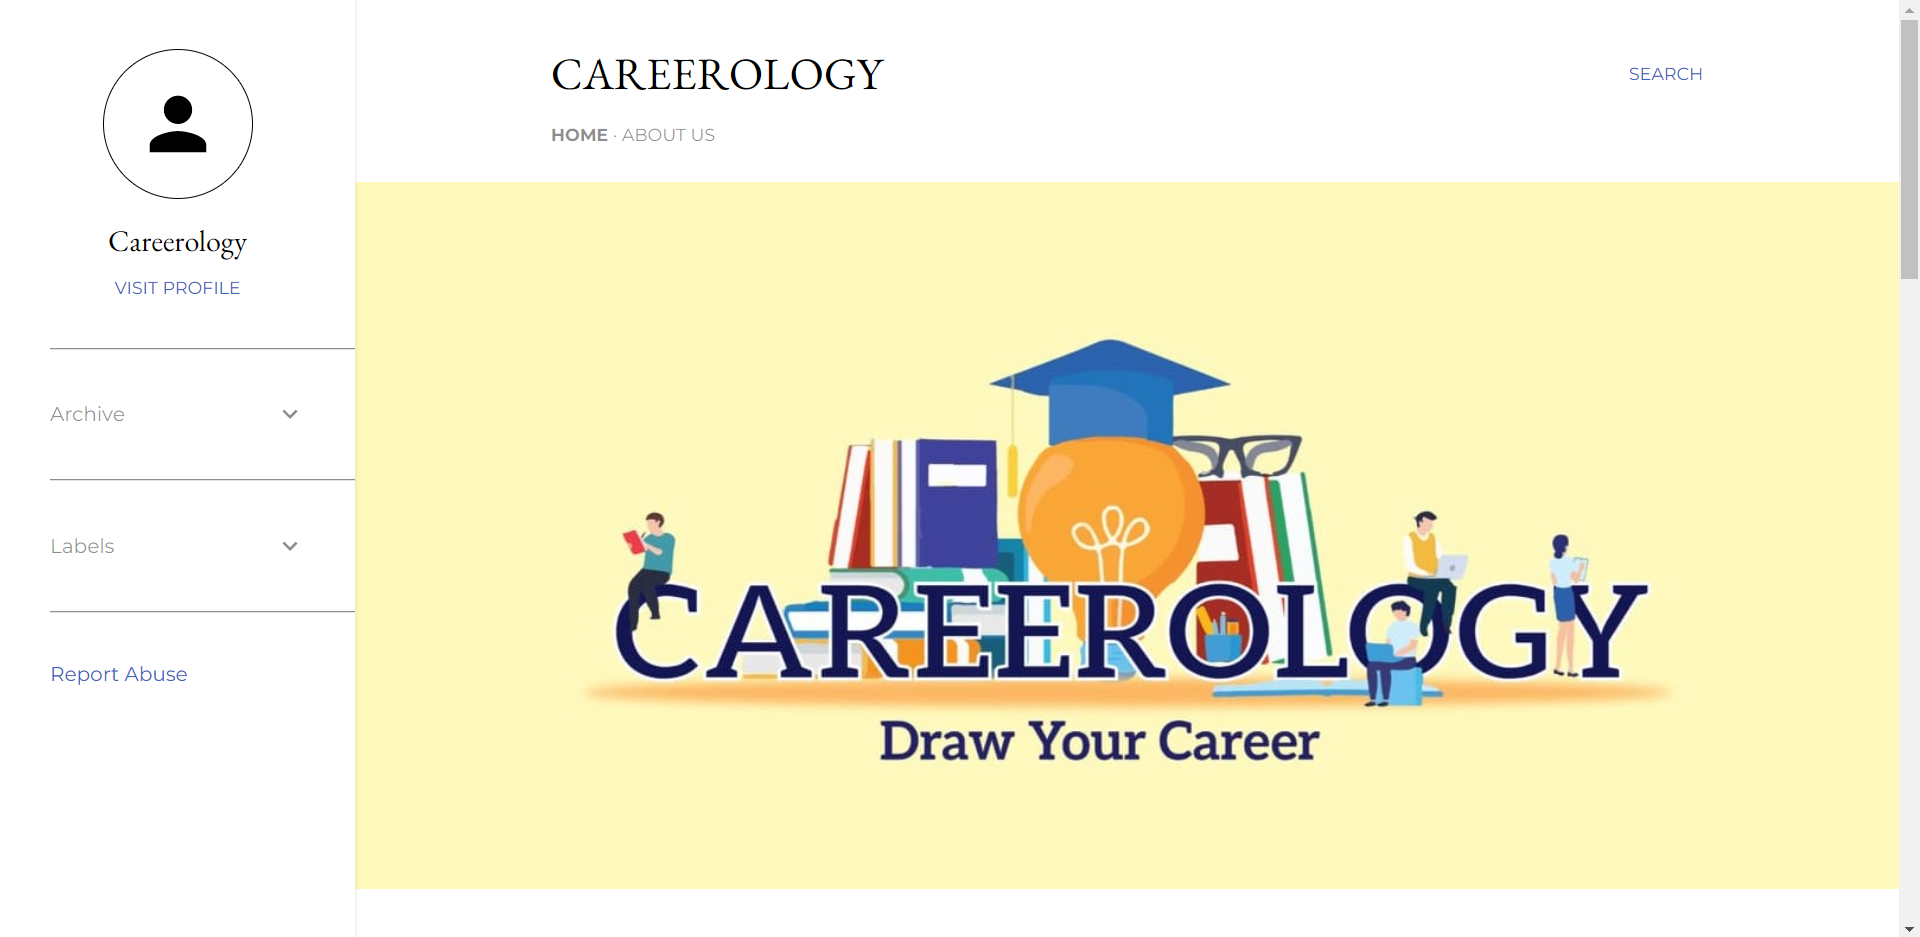 Careerology
VISIT PROFILE
Archive
Labels
Report Abuse
CAREEROLOGY
SEARCH
HOME · ABOUT US
CAREEROLOGY
Draw Your Career